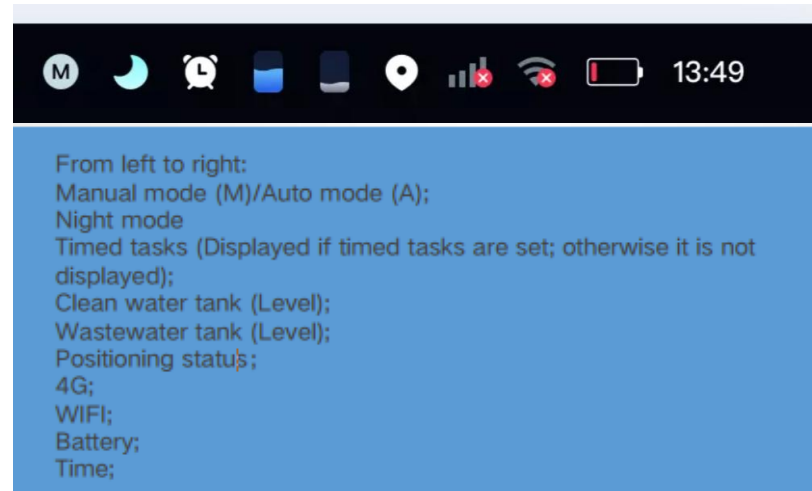 M 13:49
From left to right:
Manual mode (M)/Auto mode (A);
Night mode
Timed tasks (Displayed if timed tasks are set; otherwise it is not
displayed);
Clean water tank (Level);
Wastewater tank (Level);
Positioning status;
4G;
WIFI;
Battery;
Time;